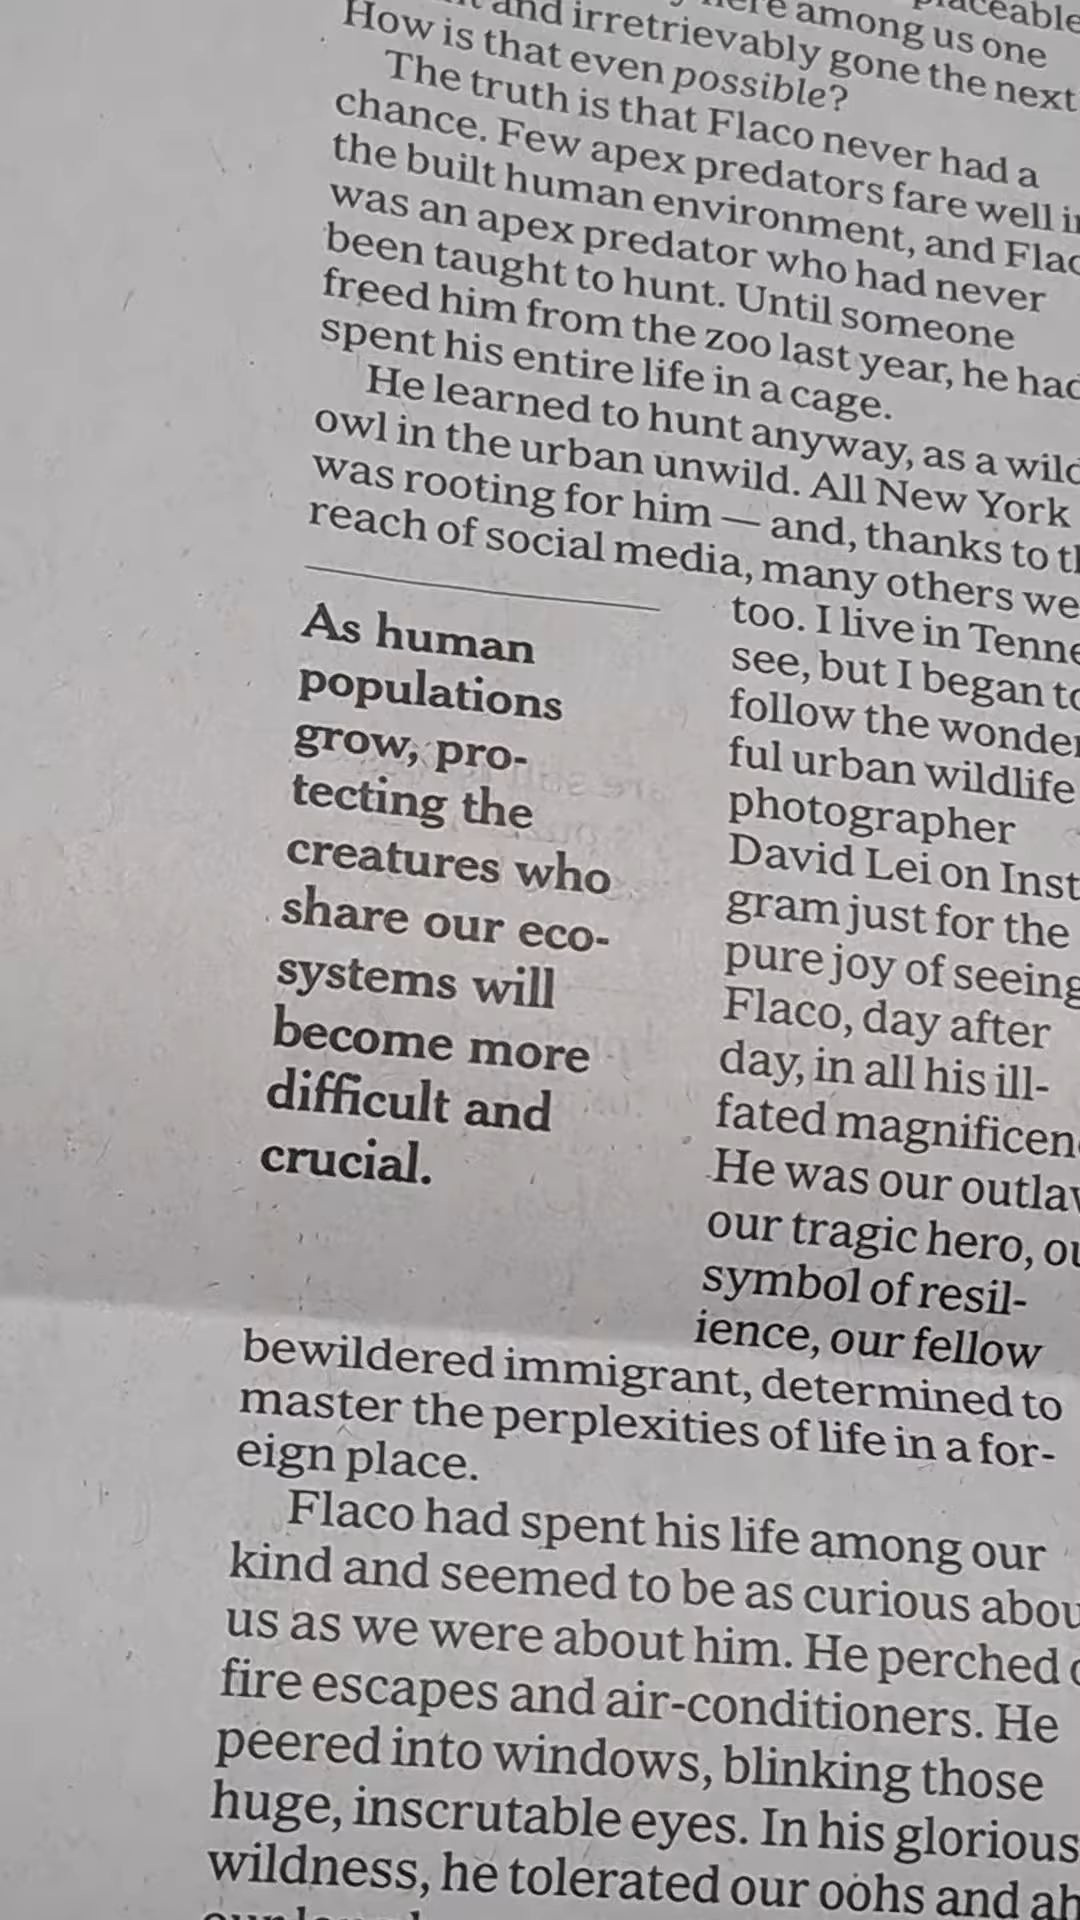 and irretrievably gone the next
among us one
How is that even possible?
The truth is that Flaco never had a
chance. Few apex predators fare well
the built human environment, and
was an apex predator who had never
been taught to hunt. Until someone
freed him from the zoo last year, he had
spent his entire life in a cage.
He learned to hunt anyway, as a wild
owl in the urban unwild. All New York
was rooting for him — and, thanks to
reach of social media, many others
As human
populations
grow, pro-
tecting the
creatures who
share our eco-
systems will
become more
difficult and
crucial.
too. I live in
see, but I began
follow the
ful urban wildlife
photographer
David Lei on
gram just for the
pure joy of seeing
Flaco, day after
day, in all his ill-
fated
He was our
our tragic hero,
symbol of resil-
ience, our fellow
bewildered immigrant, determined to
master the perplexities of life in a for-
eign place.
Flaco had spent his life among our
kind and seemed to be as curious
us as we were about him. He perched
fire escapes and air-conditioners. He
peered into windows, blinking those
huge, inscrutable eyes. In his glorious
wildness, he tolerated our oohs and